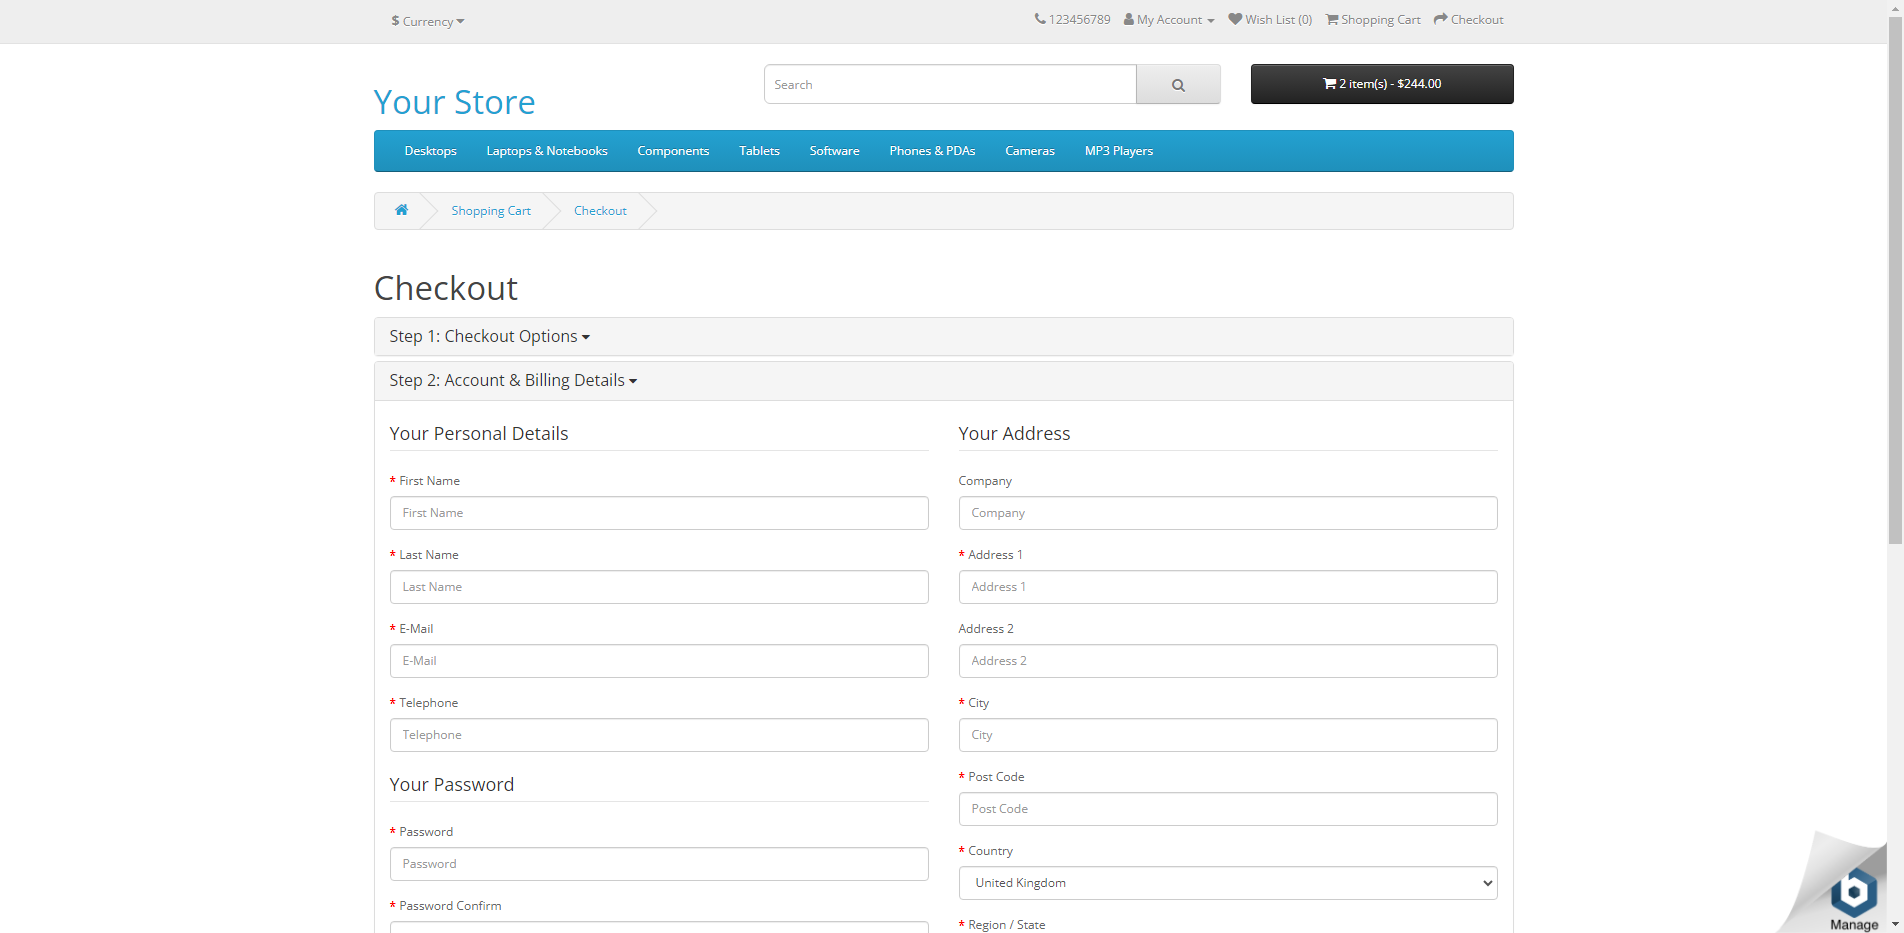 $ Currency
123456789 My Account Wish List (0) Shopping Cart Checkout
Your Store
Search
2 item(s) - $244.00
Desktops Laptops & Notebooks Components Tablets Software Phones & PDAs Cameras MP3 Players
Shopping Cart Checkout
Checkout
Step 1: Checkout Options
Step 2: Account & Billing Details
Your Personal Details
* First Name
First Name
* Last Name
Last Name
* E-Mail
E-Mail
* Telephone
Telephone
Your Password
* Password
Password
* Password Confirm
Your Address
Company
Company
* Address 1
Address 1
Address 2
Address 2
* City
City
* Post Code
Post Code
* Country
United Kingdom
* Region / State
b
Manage